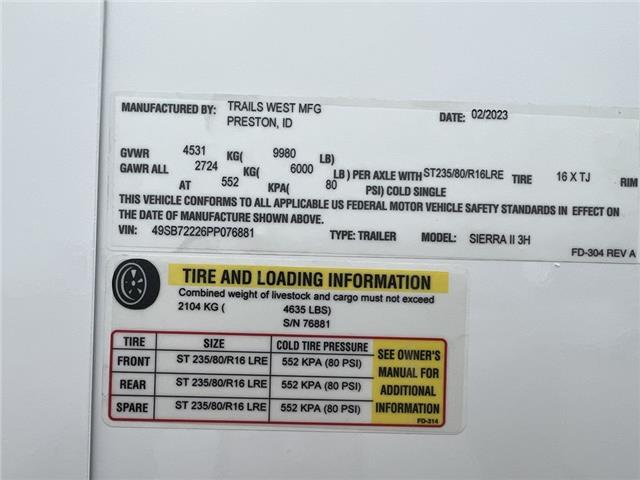 MANUFACTURED BY: TRAILS WEST MFG DATE: 02/2023
PRESTON, ID
GVWR 4531 KG( 9980 LB)
GAWR ALL 2724 KG( 6000 LB ) PER AXLE WITH ST235/80/R16LRE TIRE 16 X TJ RIM
AT 552 KPA( 80 PSI) COLD SINGLE
THIS VEHICLE CONFORMS TO ALL APPLICABLE US FEDERAL MOTOR VEHICLE SAFETY STANDARDS IN EFFECT ON
THE DATE OF MANUFACTURE SHOWN ABOVE.
VIN: 49SB72226PP076881 TYPE: TRAILER MODEL: SIERRA II 3H
FD-304 REV A
TIRE AND LOADING INFORMATION
Combined weight of livestock and cargo must not exceed
2104 KG ( 4635 LBS)
S/N 76881
TIRE SIZE COLD TIRE PRESSURE
FRONT ST 235/80/R16 LRE 552 KPA (80 PSI)
REAR ST 235/80/R16 LRE 552 KPA (80 PSI)
SPARE ST 235/80/R16 LRE 552 KPA (80 PSI)
SEE OWNER'S
MANUAL FOR
ADDITIONAL
INFORMATION
FD-314